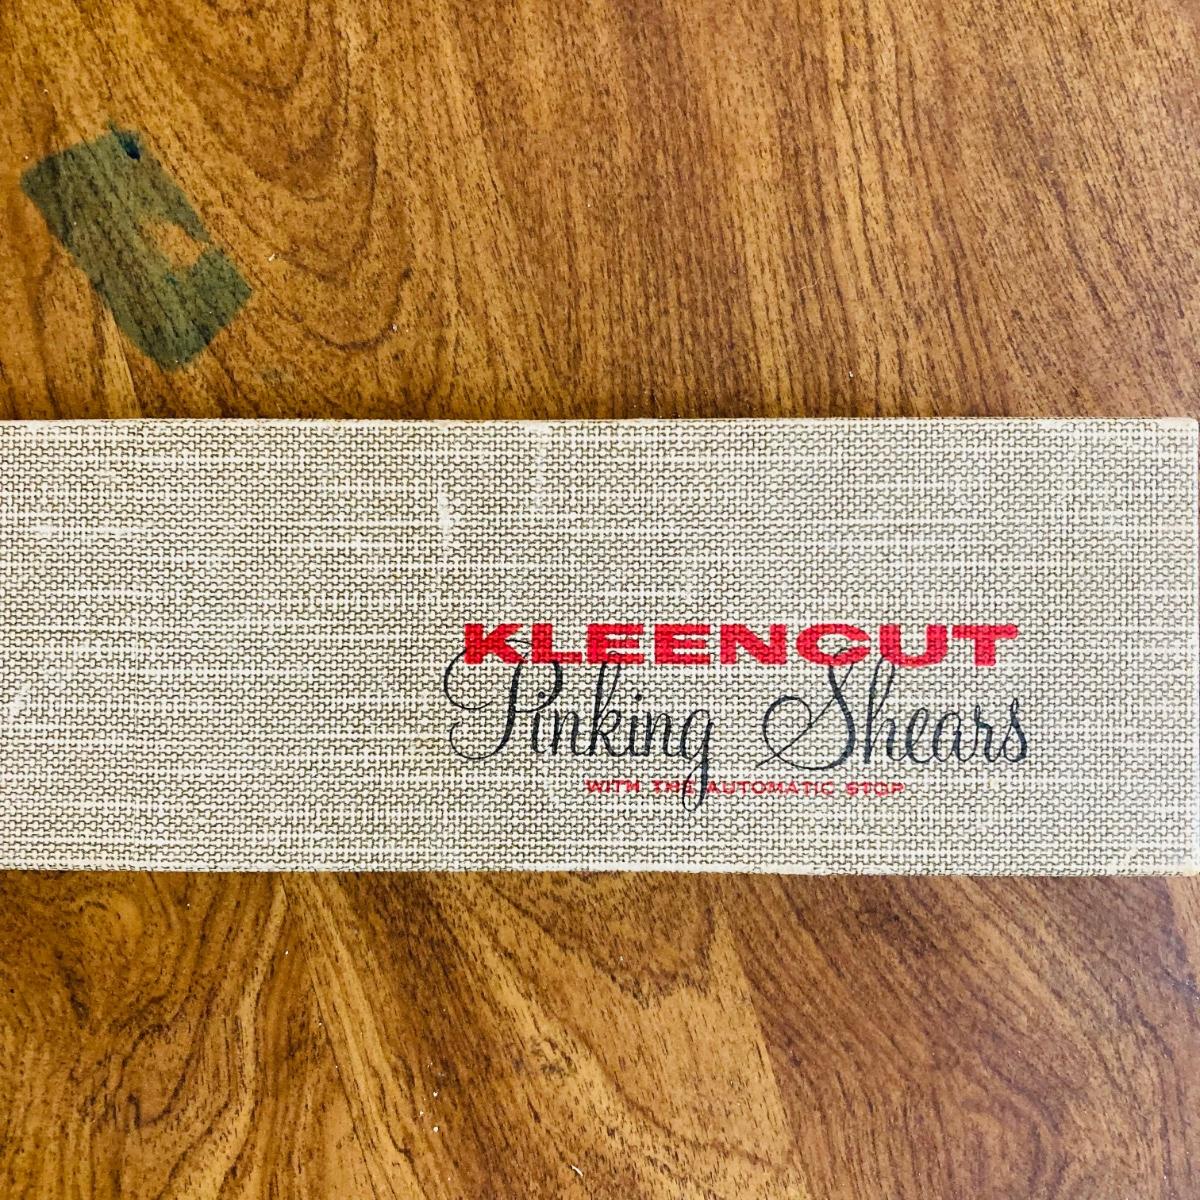 KLEENCUT
Pinking Shears
WITH THE AUTOMATIC STOP